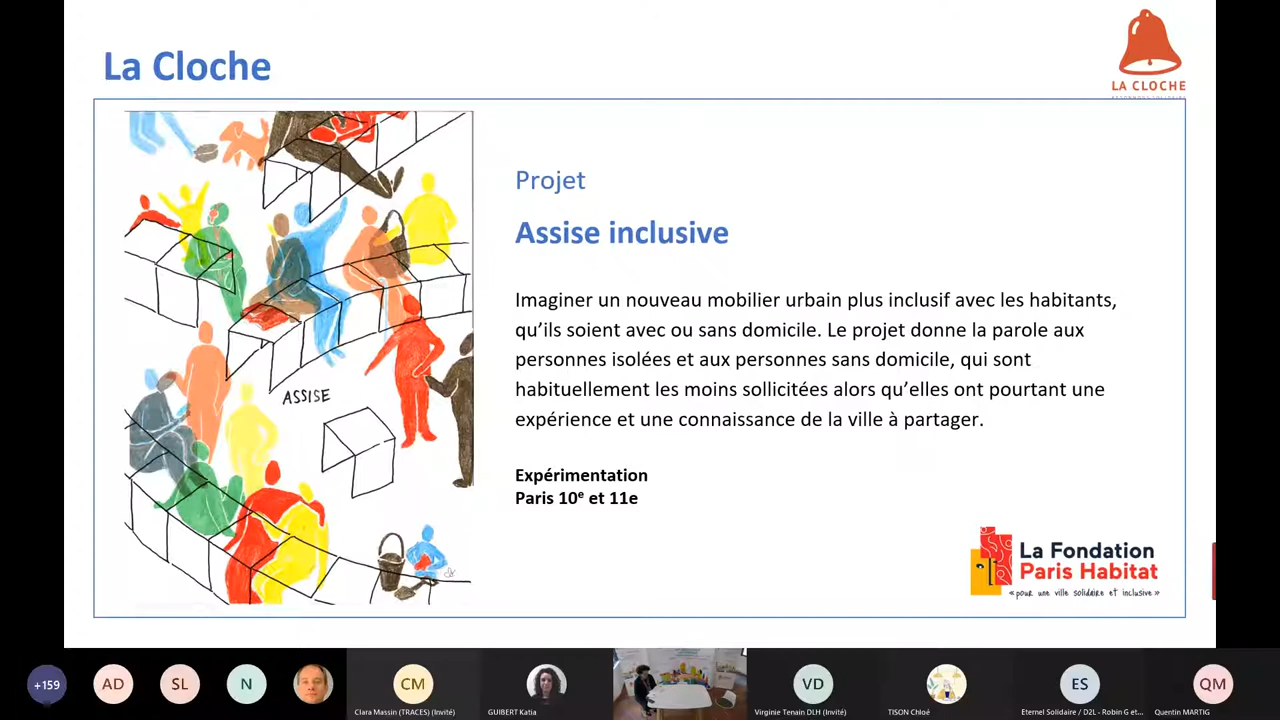 La Cloche
LA CLOCHE
Projet
Assise inclusive
Imaginer un nouveau mobilier urbain plus inclusif avec les habitants,
qu'ils soient avec ou sans domicile. Le projet donne la parole aux
personnes isolées et aux personnes sans domicile, qui sont
habituellement les moins sollicitées alors qu'elles ont pourtant une
expérience et une connaissance de la ville à partager.
ASSISE
Expérimentation
Paris 10e et 11e
La Fondation
Paris Habitat
« pour une ville solidaire et inclusive »
+159
AD
SL
N
CM
VD
ES
QM
Clara Massin (TRACES) (Invité)
GUIBERT Katia
Virginie Tenain DLH (Invité)
TISON Chloé
Eternel Solidaire / D2L - Robin G et...
Quentin MARTIG